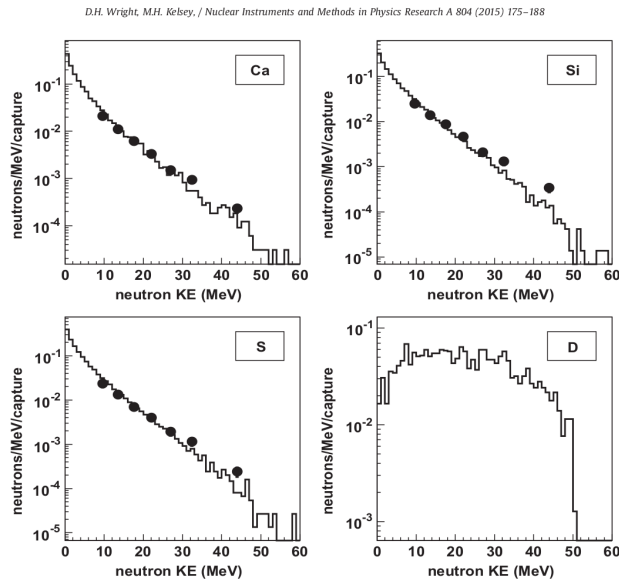 D.H. Wright, M.H. Kelsey, / Nuclear Instruments and Methods in Physics Research A 804 (2015) 175–188
neutrons/MeV/capture
10⁻¹
10⁻²
10⁻³
10⁻⁴
Ca
0 10 20 30 40 50 60
neutron KE (MeV)
neutrons/MeV/capture
10⁻¹
10⁻²
10⁻³
10⁻⁴
10⁻⁵
Si
0 10 20 30 40 50 60
neutron KE (MeV)
neutrons/MeV/capture
10⁻¹
10⁻²
10⁻³
10⁻⁴
10⁻⁵
S
0 10 20 30 40 50 60
neutron KE (MeV)
neutrons/MeV/capture
10⁻¹
10⁻²
10⁻³
D
0 10 20 30 40 50 60
neutron KE (MeV)